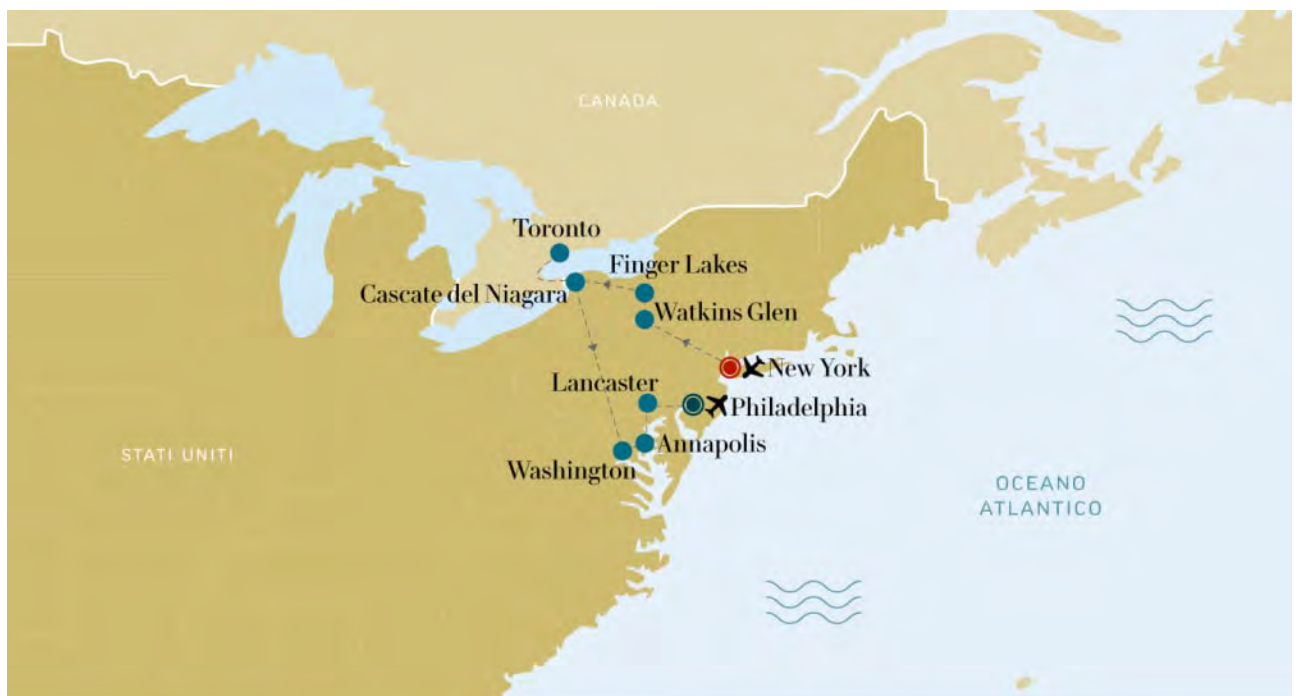 CANADA
Toronto
Finger Lakes
Cascate del Niagara
Watkins Glen
New York
Lancaster
Philadelphia
Annapolis
STATI UNITI
Washington
OCEANO
ATLANTICO